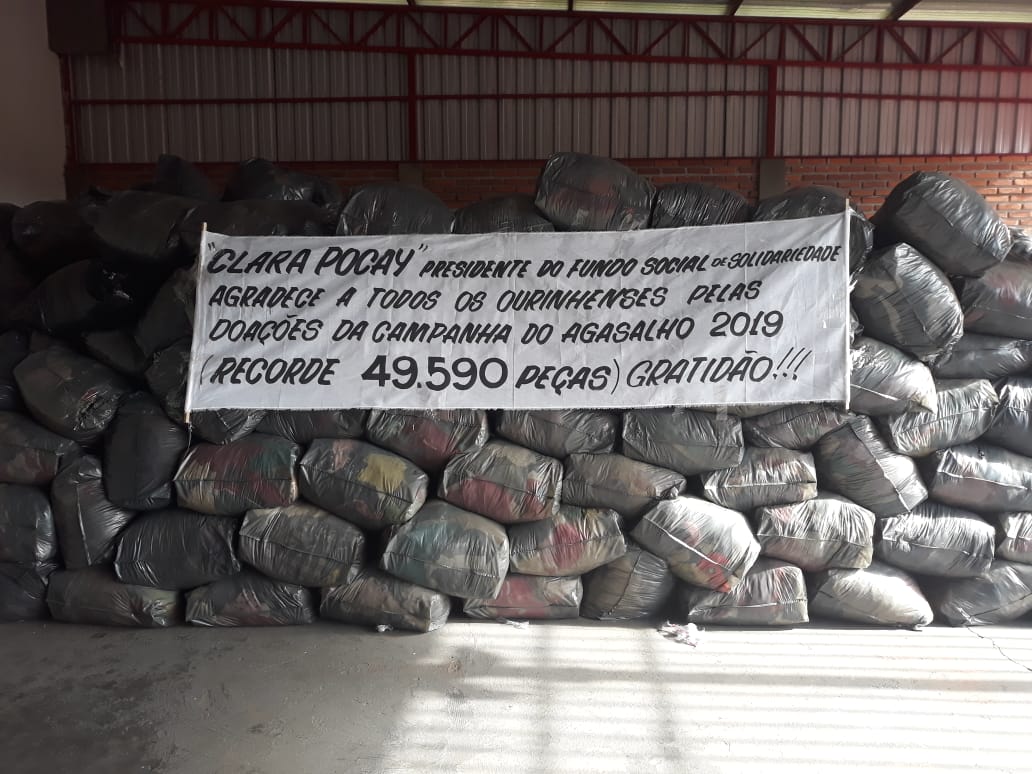 "CLARA POCAY" PRESIDENTE DO FUNDO SOCIAL DE SOLIDARIEDADE
AGRADECE A TODOS OS OURINHENSES PELAS
DOAÇÕES DA CAMPANHA DO AGASALHO 2019
(RECORDE 49.590 PEÇAS) GRATIDÃO!!!